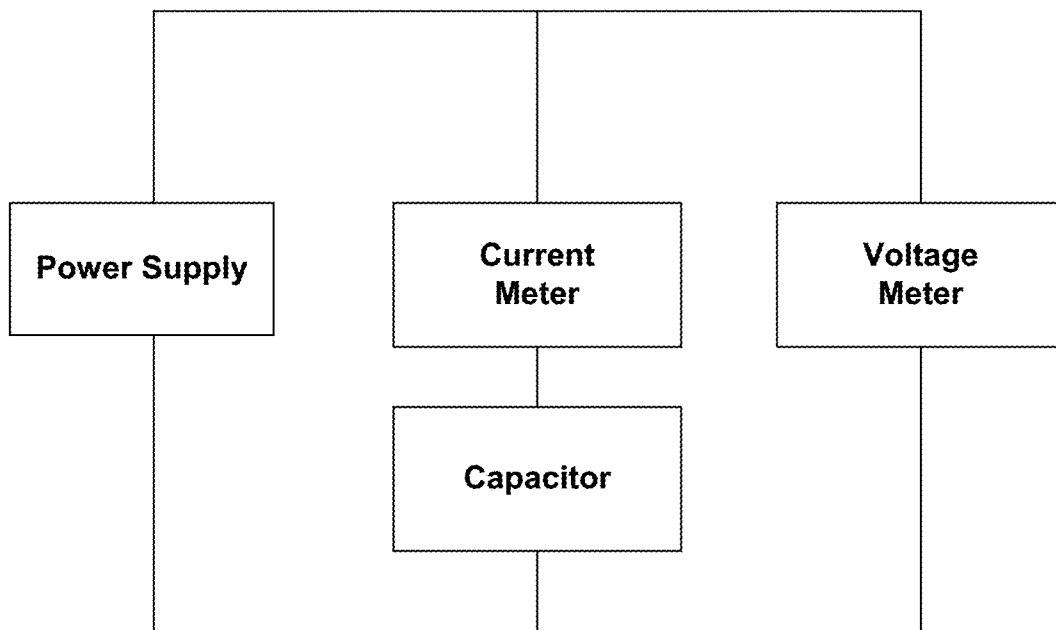 Power Supply
Current
Meter
Voltage
Meter
Capacitor